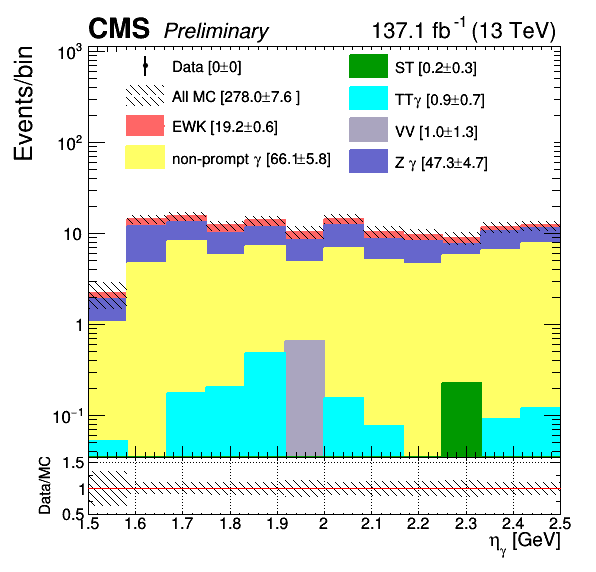 CMS Preliminary 137.1 fb⁻¹ (13 TeV)
Events/bin
10³
10²
10
1
10⁻¹
Data [0±0]
All MC [278.0±7.6 ]
EWK [19.2±0.6]
non-prompt γ [66.1±5.8]
ST [0.2±0.3]
TTγ [0.9±0.7]
VV [1.0±1.3]
Z γ [47.3±4.7]
Data/MC
1.5
1
0.5
1.5 1.6 1.7 1.8 1.9 2 2.1 2.2 2.3 2.4 2.5
ηγ [GeV]